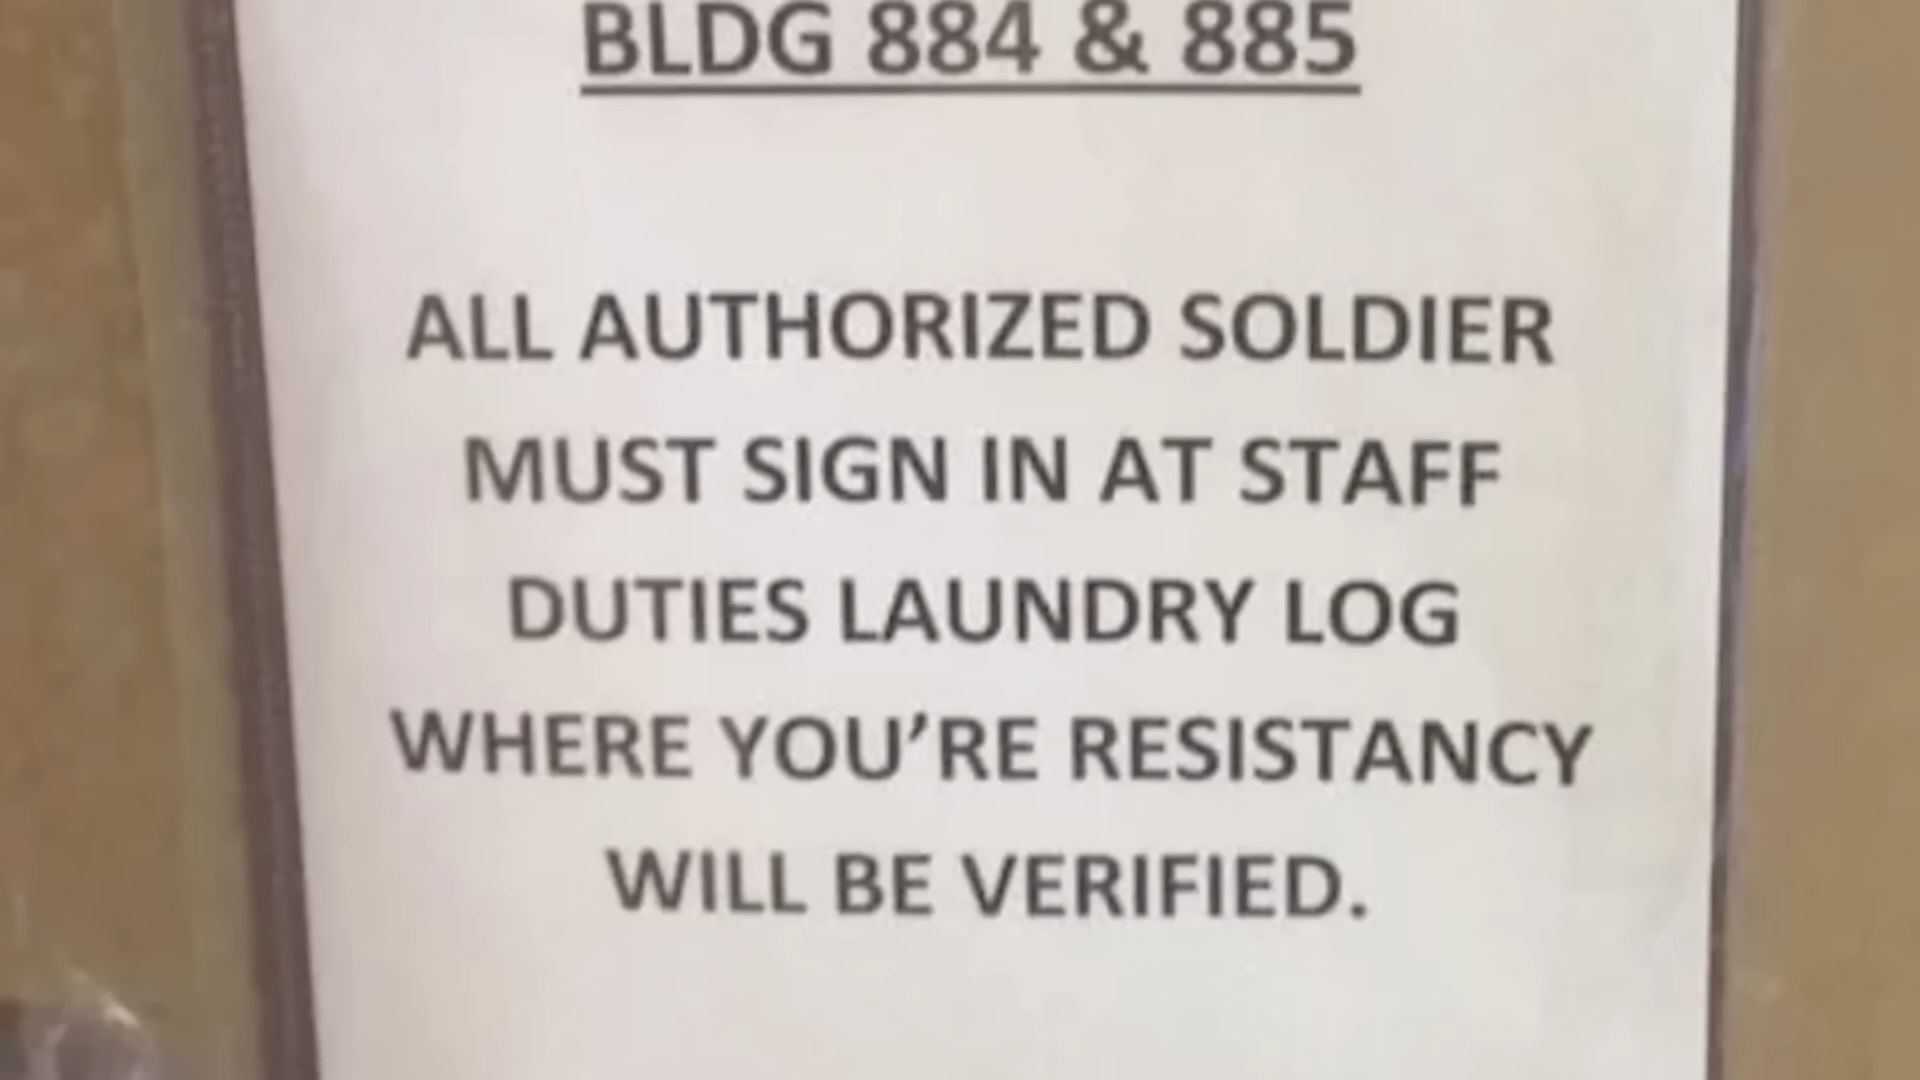 BLDG 884 & 885
ALL AUTHORIZED SOLDIER
MUST SIGN IN AT STAFF
DUTIES LAUNDRY LOG
WHERE YOU’RE RESISTANCY
WILL BE VERIFIED.